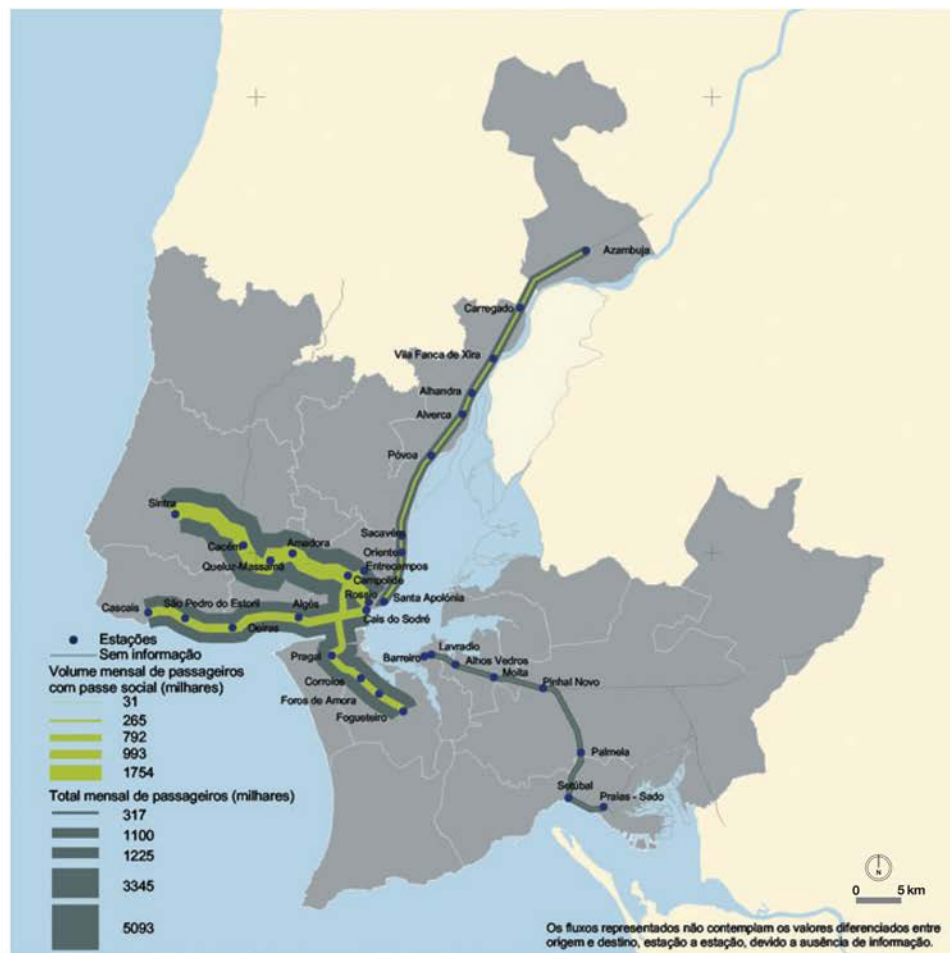 Azambuja
Carregado
Vila Fanca de Xira
Alhandra
Alverca
Póvoa
Sintra
Sacavém
Cacém
Amadora
Oriente
Queluz-Massamá
Entrecampos
Campolide
Rossio
Santa Apolónia
Cascais
São Pedro do Estoril
Algés
Cais do Sodré
Oeiras
Estações
Sem informação
Pragal
Barreiro
Lavradio
Alhos Vedros
Moita
Corroios
Pinhal Novo
Foros de Amora
Fogueteiro
Volume mensal de passageiros
com passe social (milhares)
31
265
792
993
1754
Palmela
Setúbal
Praias - Sado
Total mensal de passageiros (milhares)
317
1100
1225
3345
5093
N
0 5 km
Os fluxos representados não contemplam os valores diferenciados entre
origem e destino, estação a estação, devido a ausência de informação.